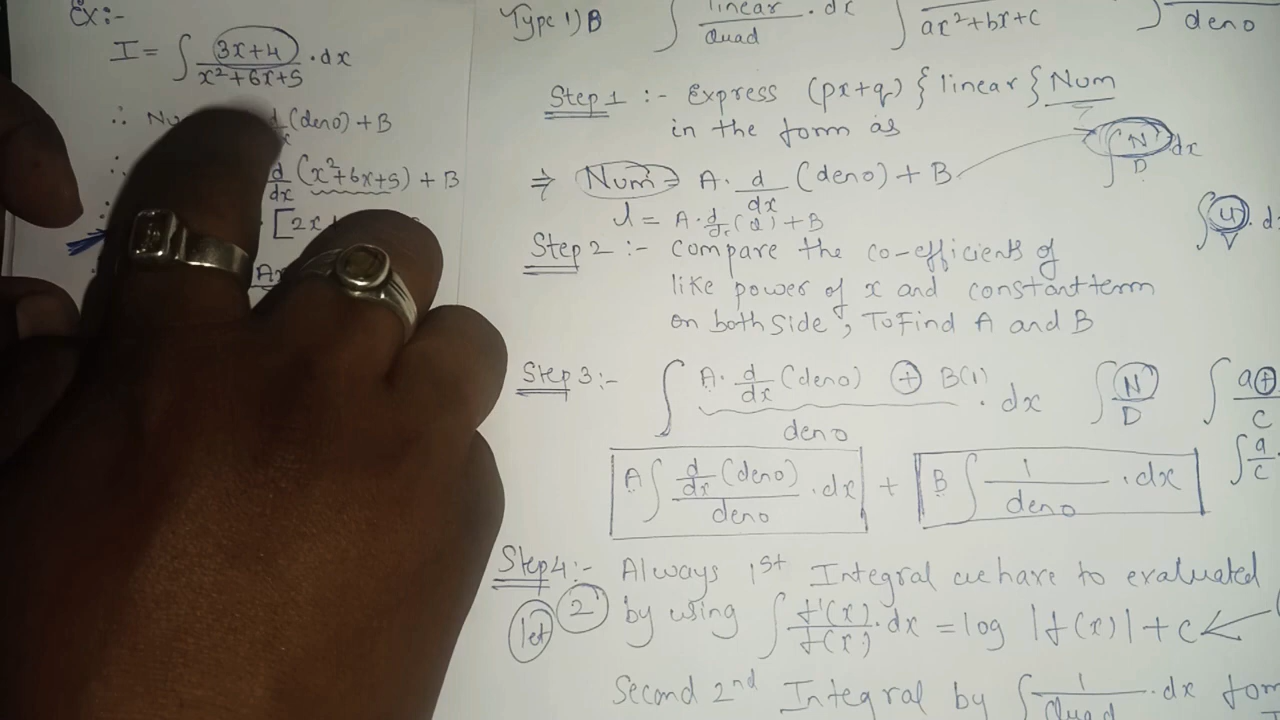 Ex:-
I = ∫ 3x+4 / x²+6x+5 · dx
∴ Nu (deno) + B
d/dx (x²+6x+5) + B
[2x+
Type 1) B ∫ linear / Quad · dx ∫ / ax²+bx+c ∫ / deno
Step 1 :- Express (px+q) { linear } Num
in the form as
∫ N/D dx
⇒ Num = A · d/dx (deno) + B
∫ u/v · d
Step 2 :- compare the co-efficients of
like power of x and constant term
on both side, To Find A and B
Step 3 :- ∫ A · d/dx (deno) + B(1) / deno · dx ∫ N/D ∫ a+ / c
A ∫ d/dx (deno) / deno · dx + B ∫ 1 / deno · dx ∫ a/c
Step 4 :- Always 1st Integral we have to evaluated
let 2 by using ∫ f'(x) / f(x) · dx = log |f(x)| + c
Second 2nd Integral by ∫ 1 / Quad · dx